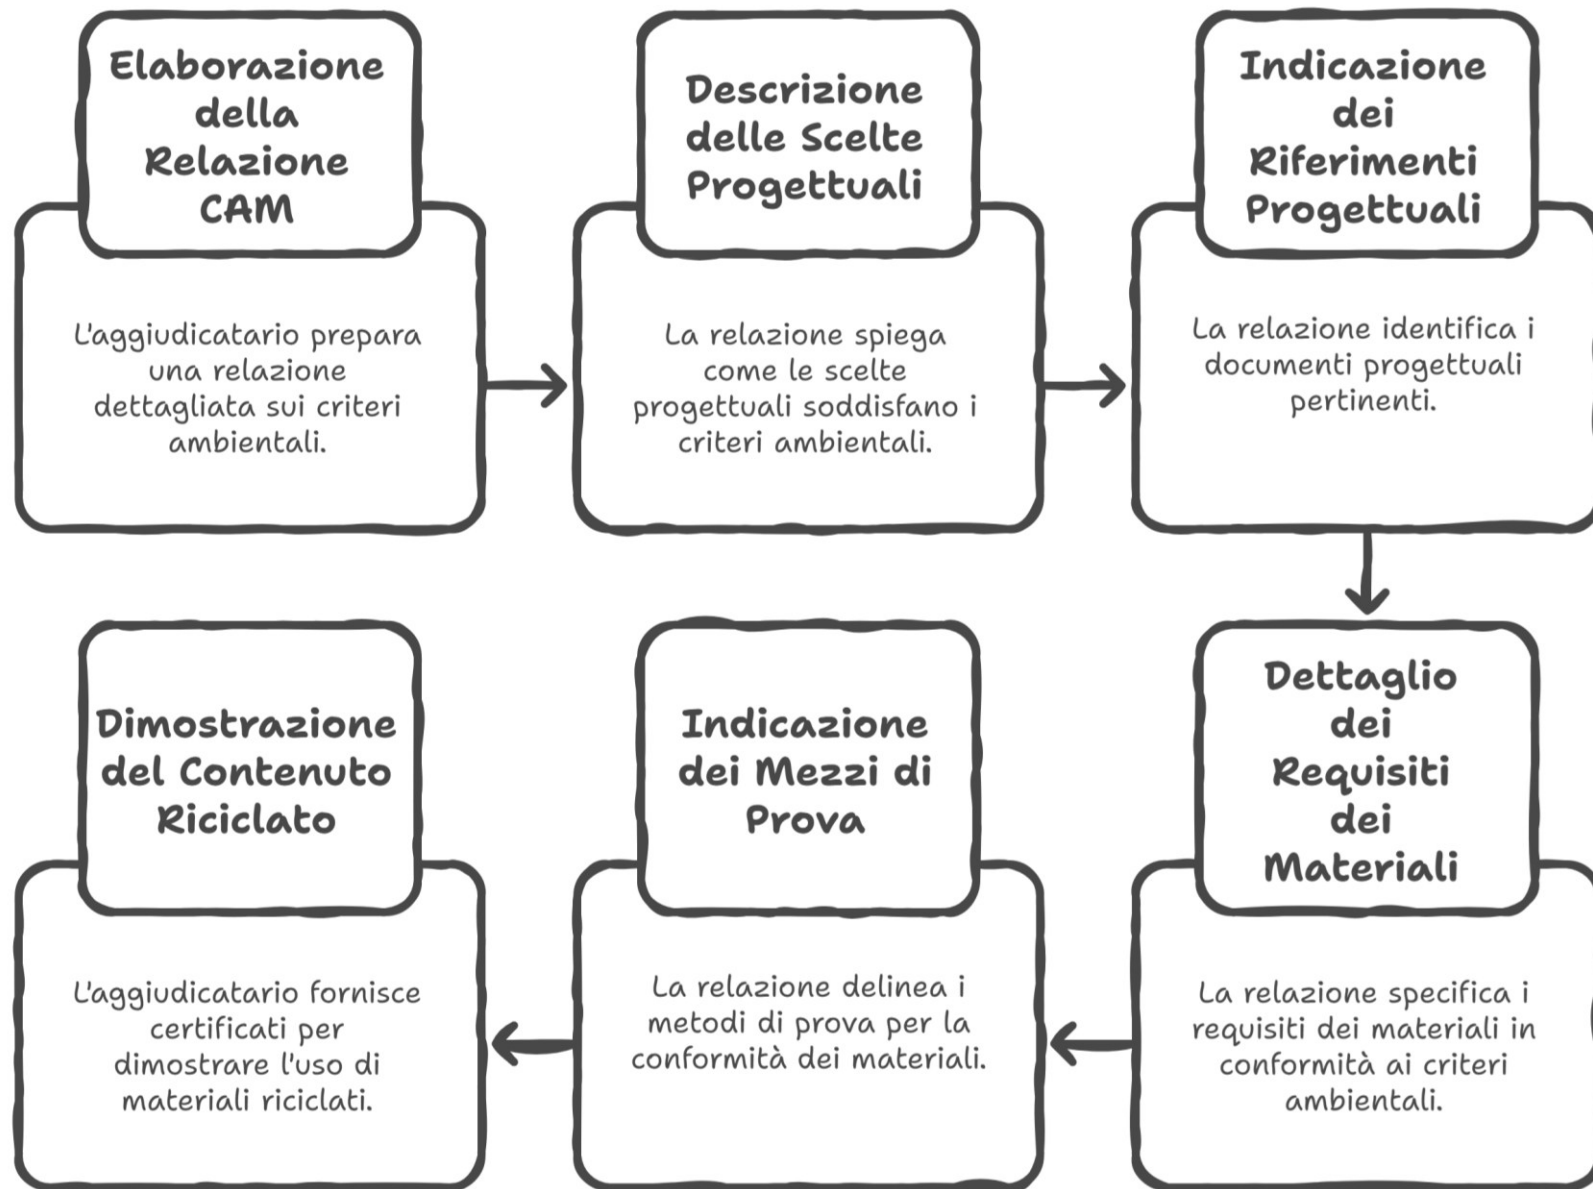 Elaborazione
della
Relazione
CAM
L'aggiudicatario prepara
una relazione
dettagliata sui criteri
ambientali.
Descrizione
delle Scelte
Progettuali
La relazione spiega
come le scelte
progettuali soddisfano i
criteri ambientali.
Indicazione
dei
Riferimenti
Progettuali
La relazione identifica i
documenti progettuali
pertinenti.
Dettaglio
dei
Requisiti
dei
Materiali
La relazione specifica i
requisiti dei materiali in
conformità ai criteri
ambientali.
Indicazione
dei Mezzi di
Prova
La relazione delinea i
metodi di prova per la
conformità dei materiali.
Dimostrazione
del Contenuto
Riciclato
L'aggiudicatario fornisce
certificati per
dimostrare l'uso di
materiali riciclati.